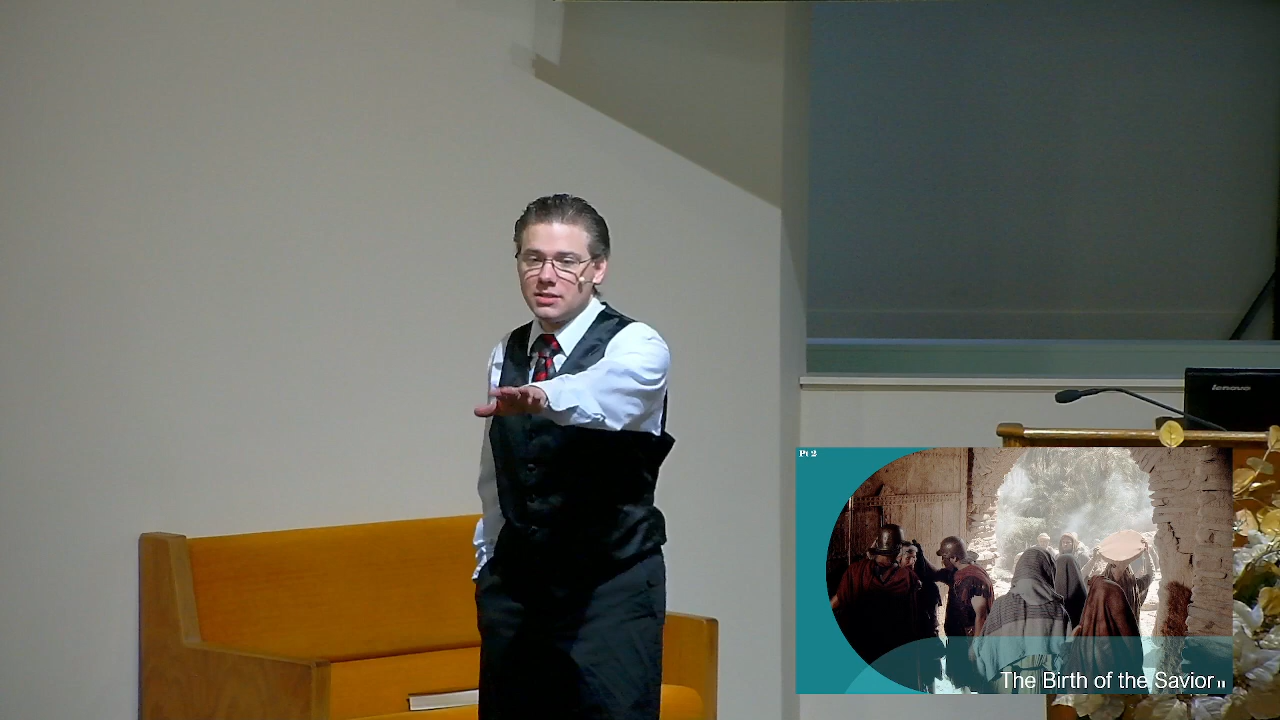 lenovo
Pt 2
The Birth of the Savior